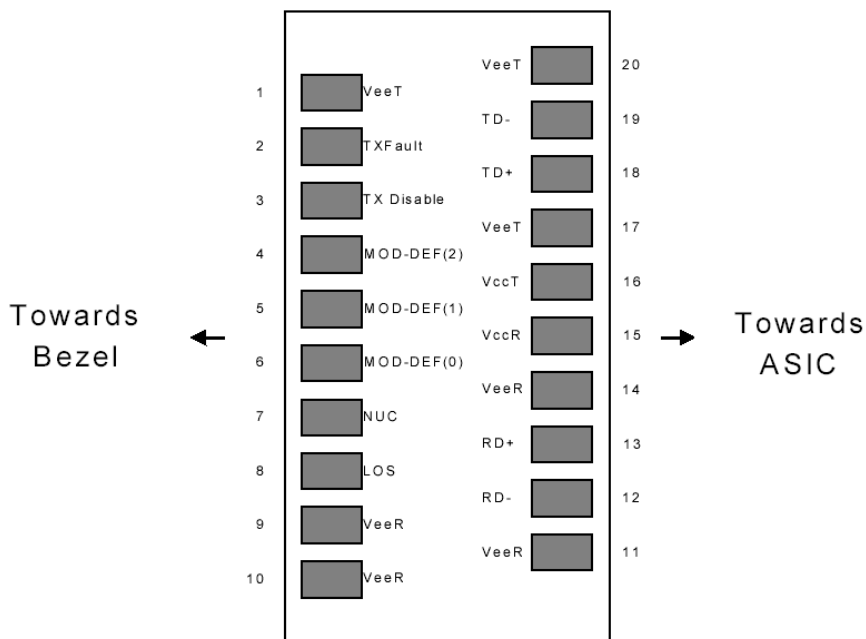 VeeT 20
1 VeeT
TD- 19
2 TXFault
TD+ 18
3 TX Disable
VeeT 17
4 MOD-DEF(2)
VccT 16
5 MOD-DEF(1)
Towards
Bezel
VccR 15
Towards
ASIC
6 MOD-DEF(0)
VeeR 14
7 NUC
RD+ 13
8 LOS
RD- 12
9 VeeR
VeeR 11
10 VeeR